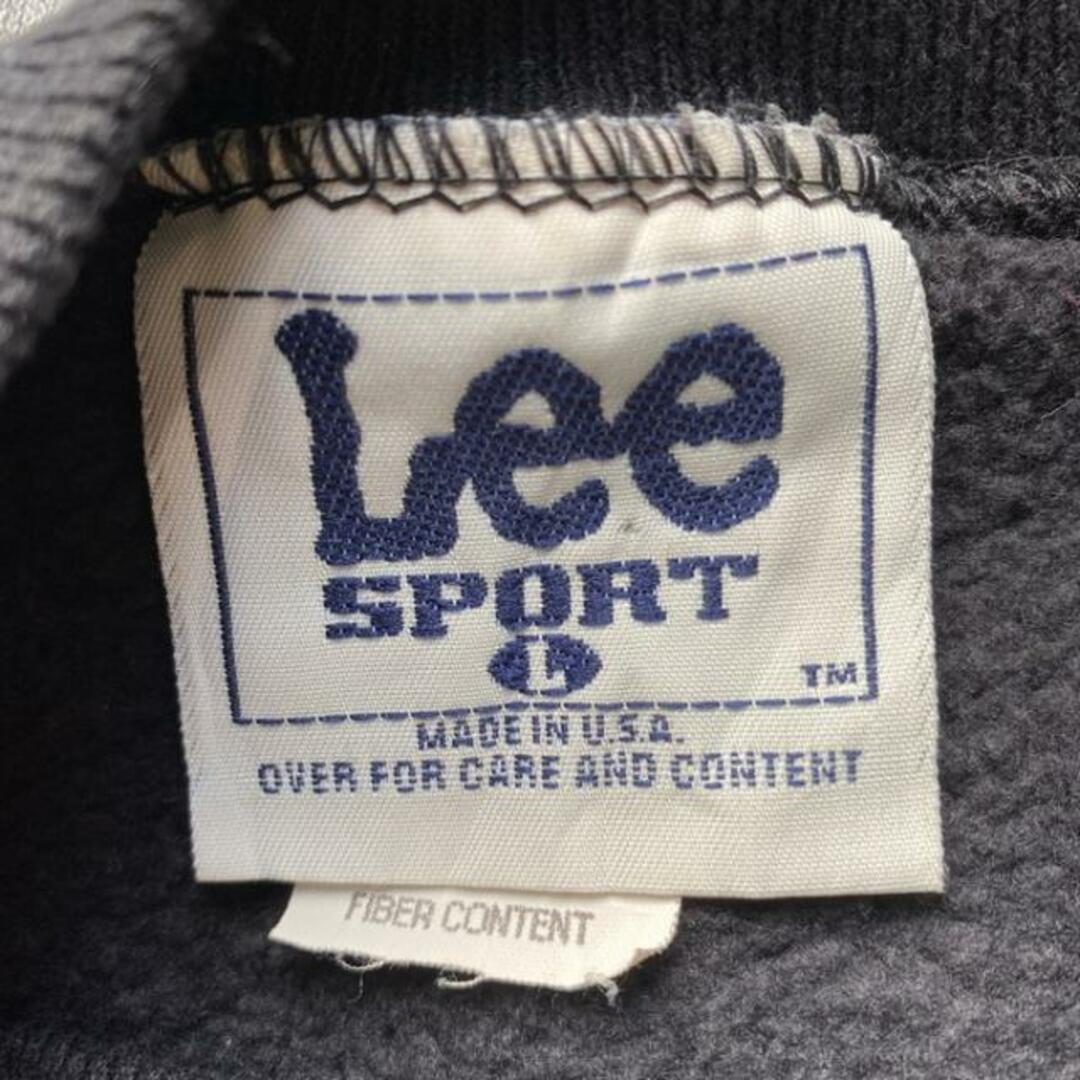 Lee
SPORT
L
TM
MADE IN U.S.A.
OVER FOR CARE AND CONTENT
FIBER CONTENT